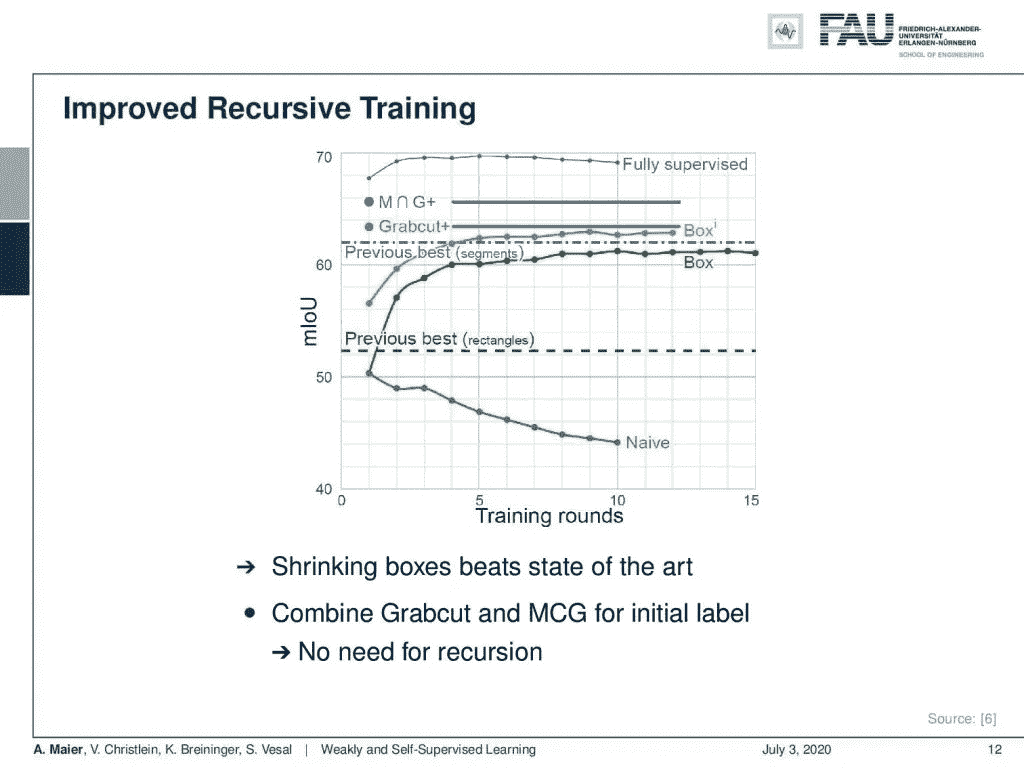 FAU
FRIEDRICH-ALEXANDER-
UNIVERSITÄT
ERLANGEN-NÜRNBERG
SCHOOL OF ENGINEERING
Improved Recursive Training
70
Fully supervised
M ∩ G+
Grabcut+
Boxⁱ
Previous best (segments)
60
Box
mIoU
Previous best (rectangles)
50
Naive
40
0 5 10 15
Training rounds
➔ Shrinking boxes beats state of the art
• Combine Grabcut and MCG for initial label
➔ No need for recursion
Source: [6]
A. Maier, V. Christlein, K. Breininger, S. Vesal | Weakly and Self-Supervised Learning July 3, 2020 12